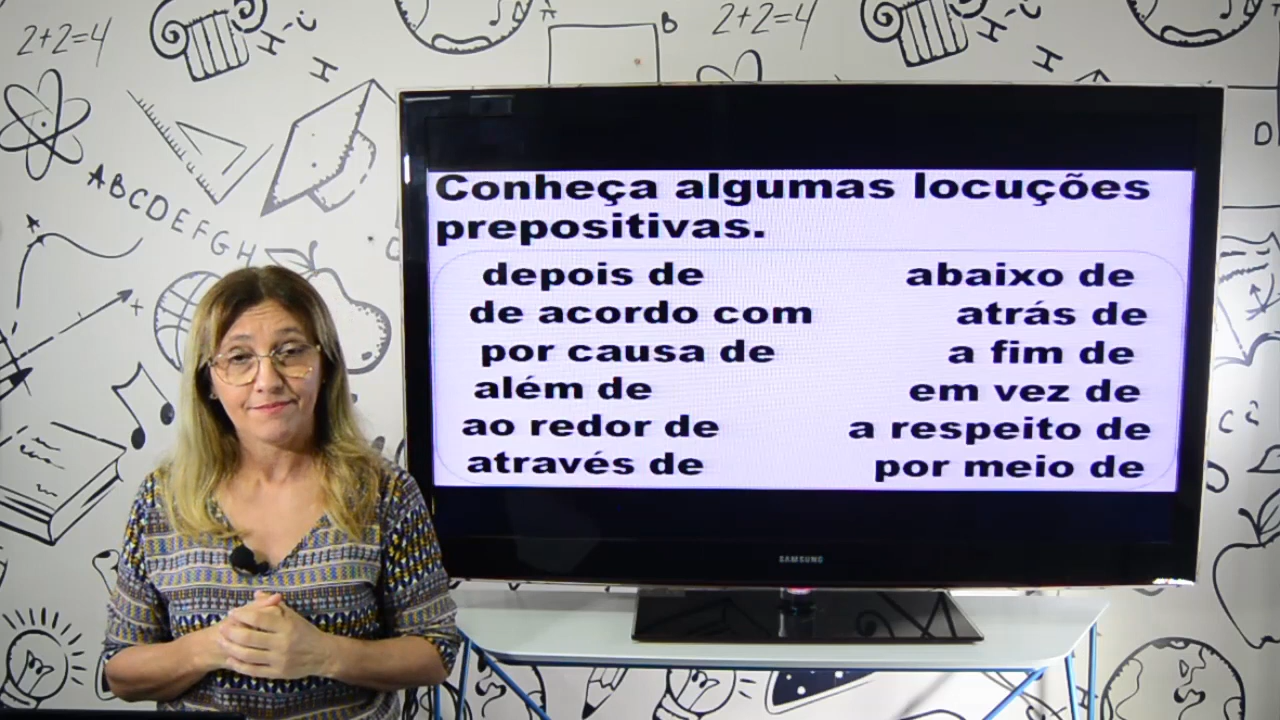 2+2=4
2+2=4
H-i
H
H-i
H
A
B
D
ABCDEFGH
Conheça algumas locuções
prepositivas.
depois de abaixo de
de acordo com atrás de
por causa de a fim de
além de em vez de
ao redor de a respeito de
através de por meio de
SAMSUNG